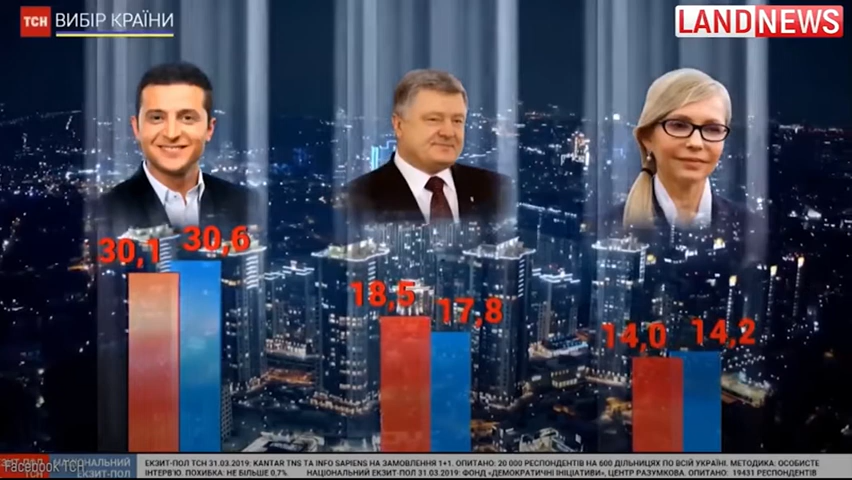 ТСН ВИБІР КРАЇНИ
LANDNEWS
30,1 30,6
18,5 17,8
14,0 14,2
Facebook ТСН
НАЦІОНАЛЬНИЙ
ЕКЗИТ-ПОЛ
ЕКЗИТ-ПОЛ ТСН 31.03.2019: KANTAR TNS ТА INFO SAPIENS НА ЗАМОВЛЕННЯ 1+1. ОПИТАНО: 20 000 РЕСПОНДЕНТІВ НА 600 ДІЛЬНИЦЯХ ПО ВСІЙ УКРАЇНІ. МЕТОДИКА: ОСОБИСТЕ
ІНТЕРВ'Ю. ПОХИБКА: НЕ БІЛЬШЕ 0,7%. НАЦІОНАЛЬНИЙ ЕКЗИТ-ПОЛ 31.03.2019: ФОНД «ДЕМОКРАТИЧНІ ІНІЦІАТИВИ», ЦЕНТР РАЗУМКОВА. ОПИТАНО: 19431 РЕСПОНДЕНТІВ